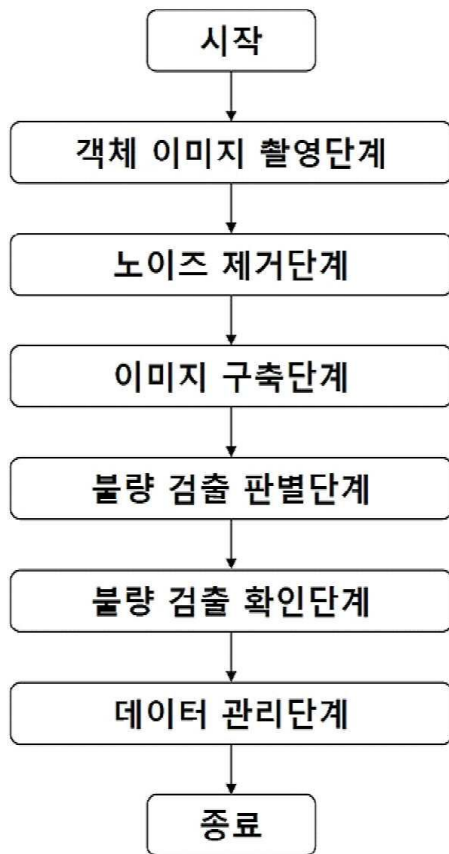 시작
객체 이미지 촬영단계
노이즈 제거단계
이미지 구축단계
불량 검출 판별단계
불량 검출 확인단계
데이터 관리단계
종료